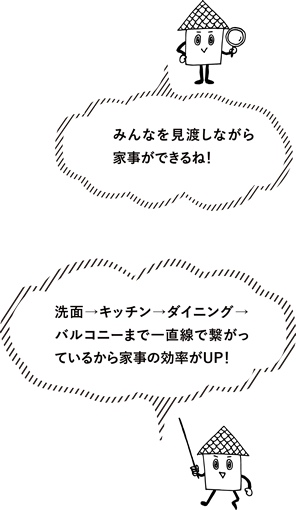 みんなを見渡しながら
家事ができるね！
洗面→キッチン→ダイニング→
バルコニーまで一直線で繋がっ
ているから家事の効率がUP！